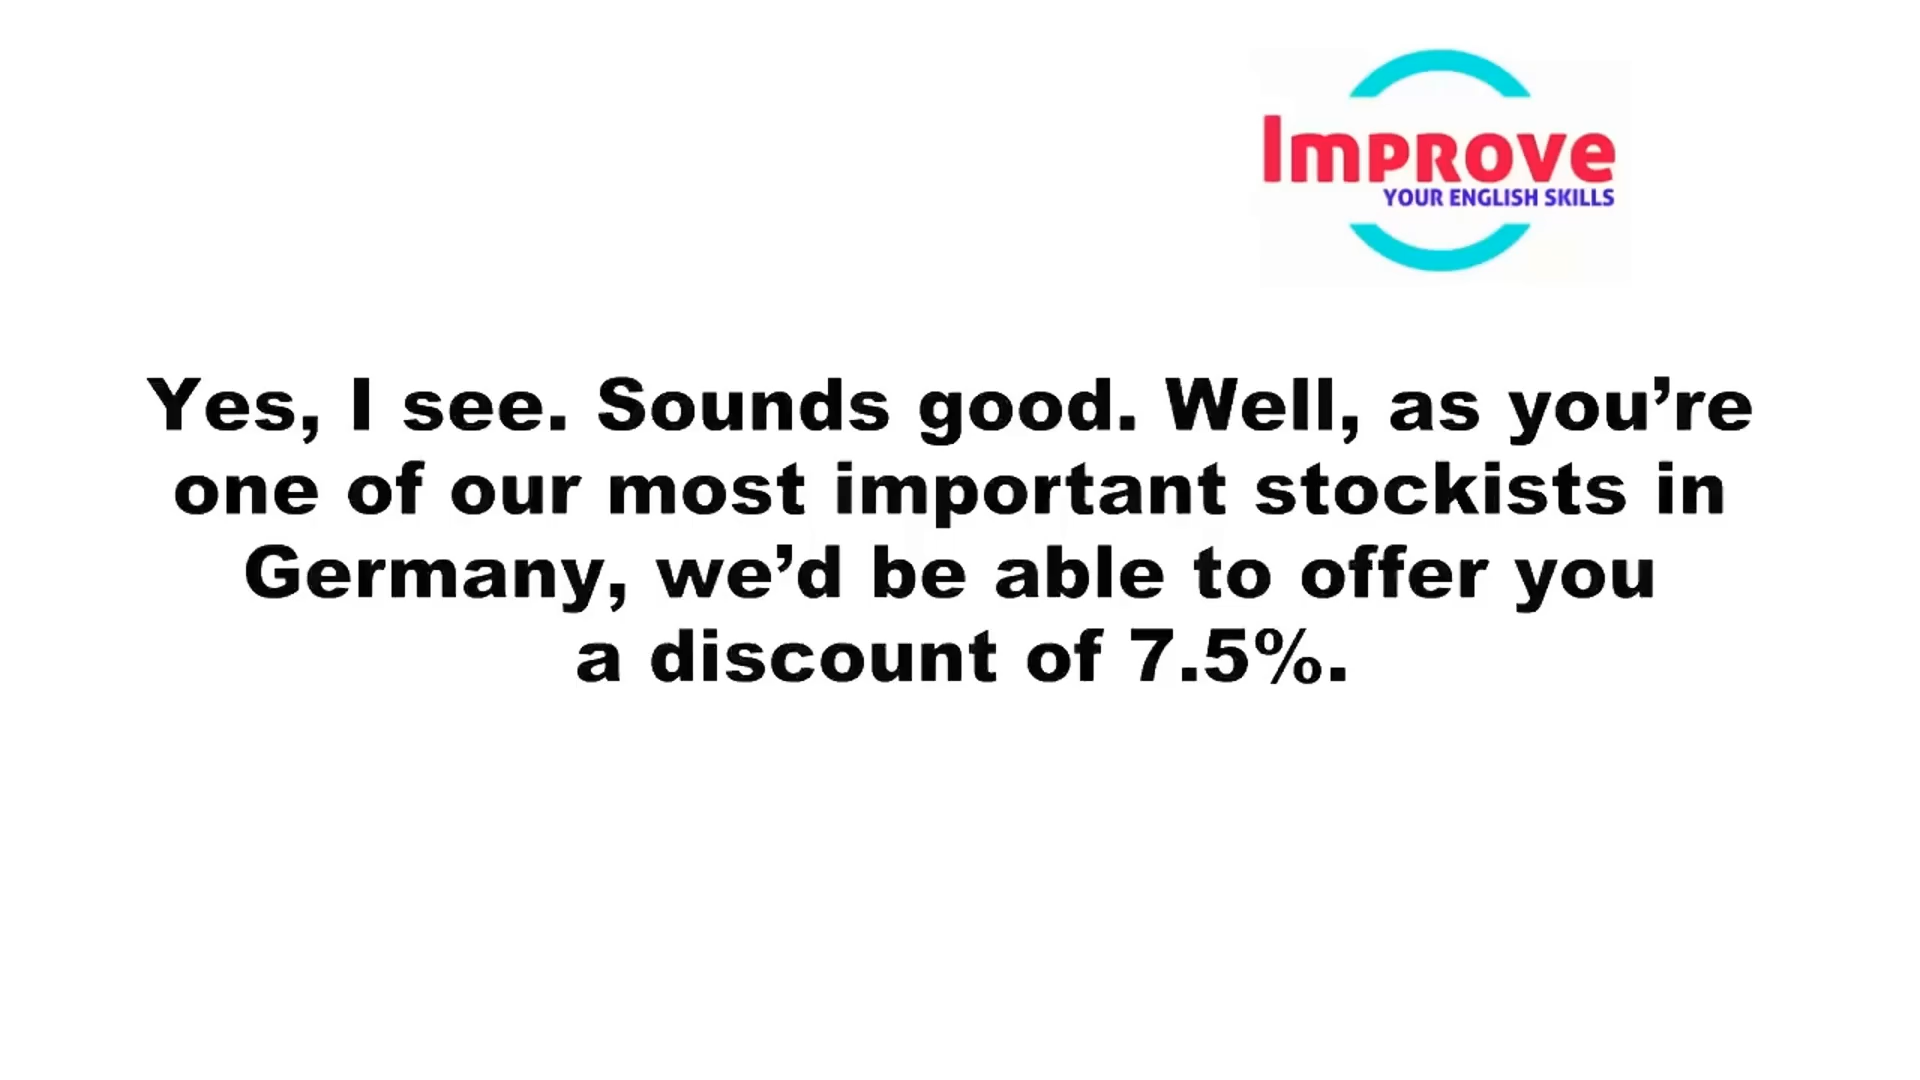 Improve
YOUR ENGLISH SKILLS
Yes, I see. Sounds good. Well, as you’re
one of our most important stockists in
Germany, we’d be able to offer you
a discount of 7.5%.